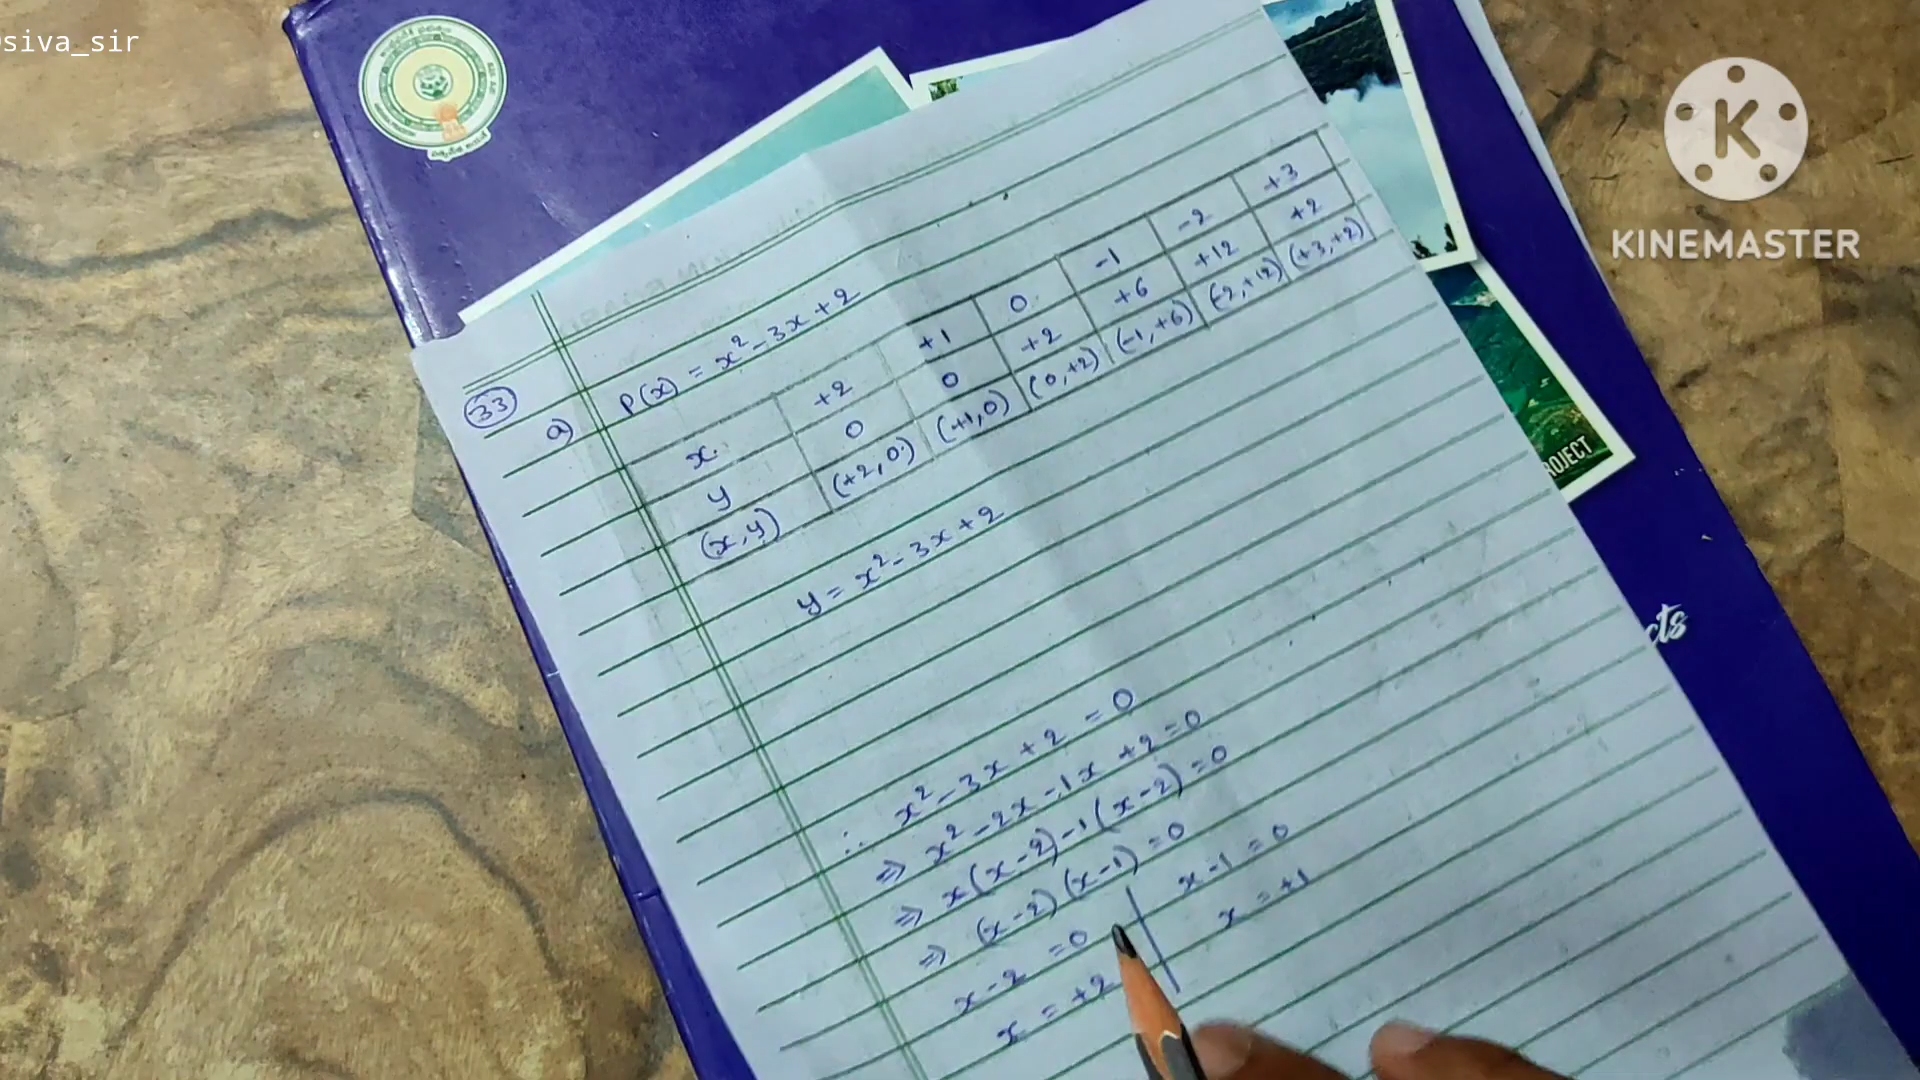 siva_sir
KINEMASTER
33
a) P(x) = x² - 3x + 2
x +2 +1 0 -1 -2 +3
y 0 0 +2 +6 +12 +2
(x,y) (+2,0) (+1,0) (0,+2) (-1,+6) (-2,+12) (+3,+2)
y = x² - 3x + 2
∴ x² - 3x + 2 = 0
⇒ x² - 2x - 1x + 2 = 0
⇒ x(x-2) - 1(x-2) = 0
⇒ (x-2) (x-1) = 0
x-2 = 0 | x-1 = 0
x = +2 | x = +1
OJECT
cts